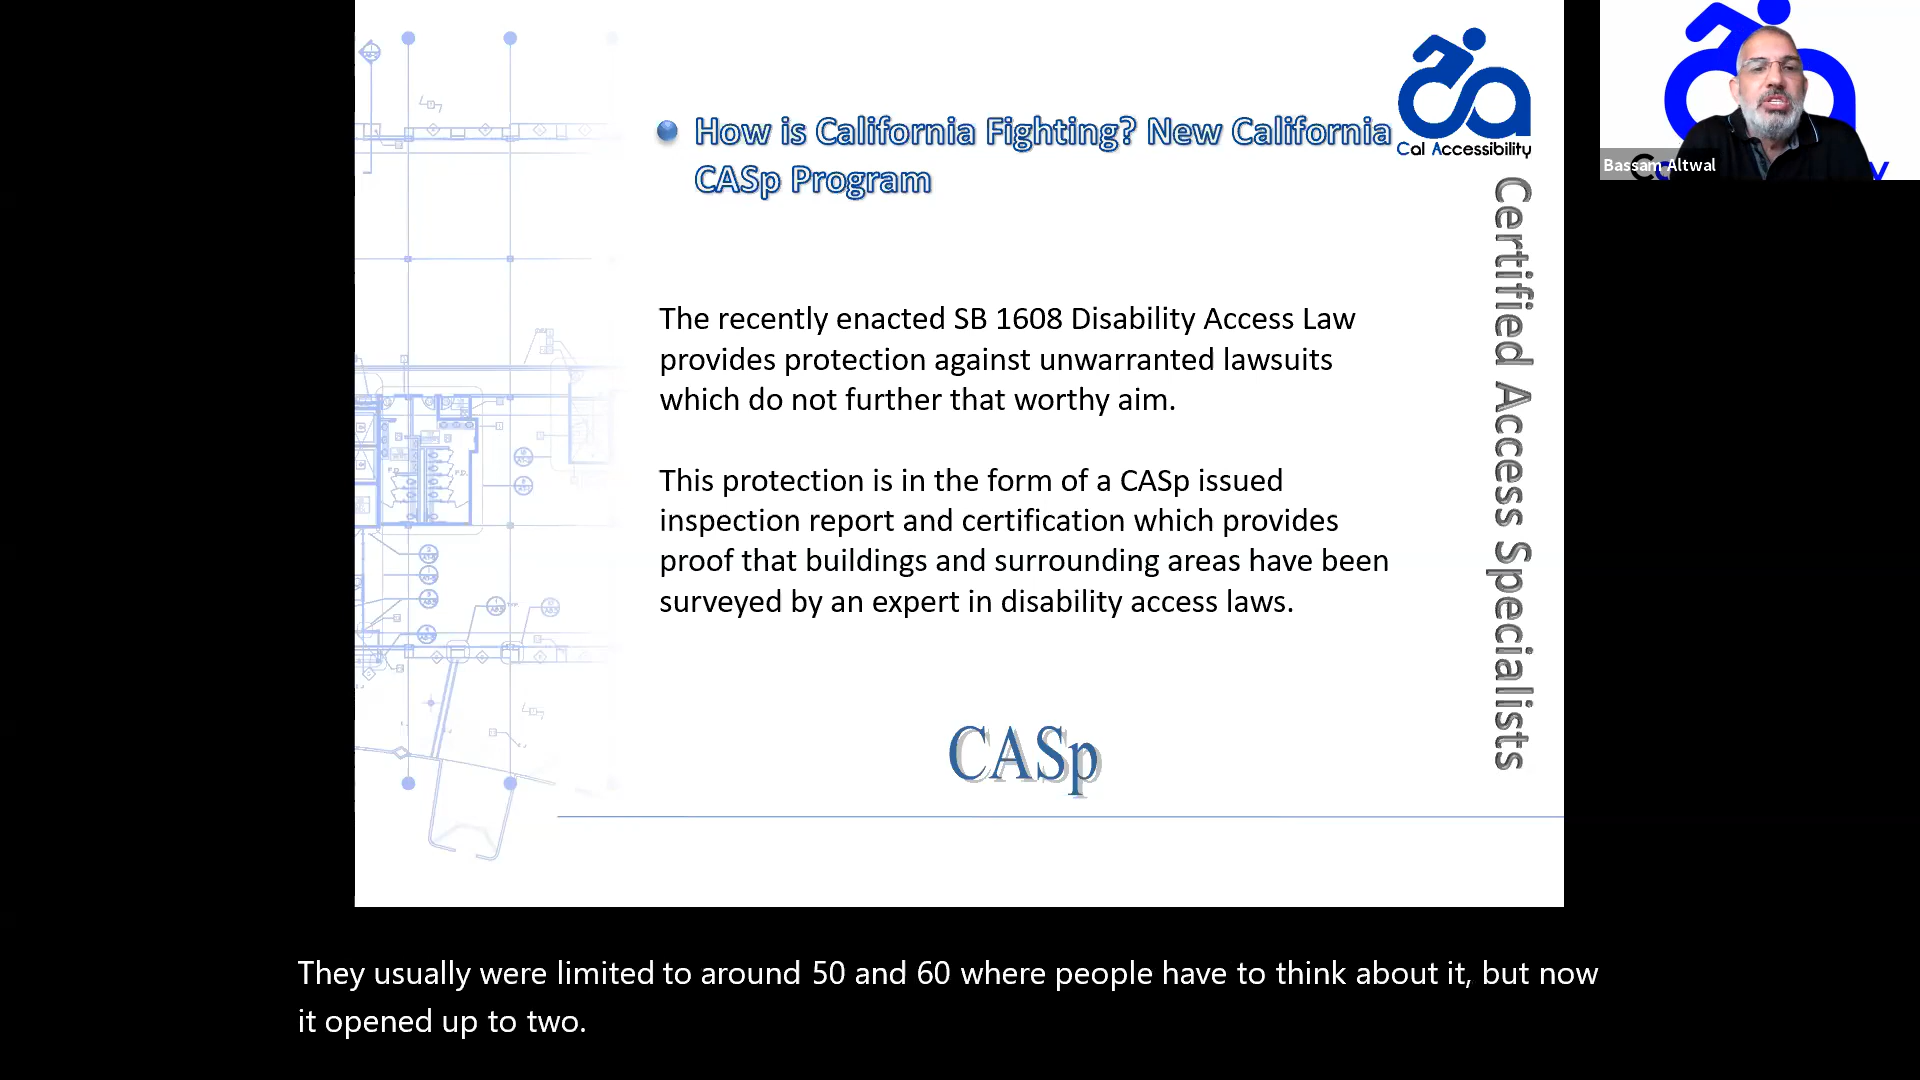 How is California Fighting? New California
CASp Program
Cal Accessibility
Bassam Altwal
Certified Access Specialists
The recently enacted SB 1608 Disability Access Law
provides protection against unwarranted lawsuits
which do not further that worthy aim.
This protection is in the form of a CASp issued
inspection report and certification which provides
proof that buildings and surrounding areas have been
surveyed by an expert in disability access laws.
CASp
They usually were limited to around 50 and 60 where people have to think about it, but now
it opened up to two.